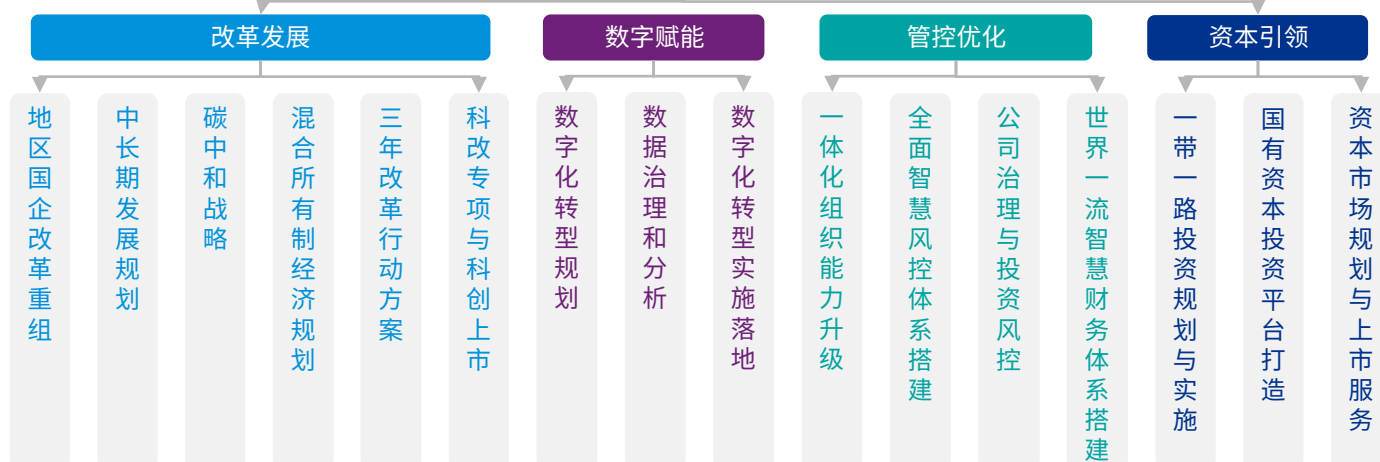 改革发展
数字赋能
管控优化
资本引领
地区国企改革重组
中长期发展规划
碳中和战略
混合所有制经济规划
三年改革行动方案
科改专项与科创上市
数字化转型规划
数据治理和分析
数字化转型实施落地
一体化组织能力升级
全面智慧风控体系搭建
公司治理与投资风控
世界一流智慧财务体系搭建
一带一路投资规划与实施
国有资本投资平台打造
资本市场规划与上市服务